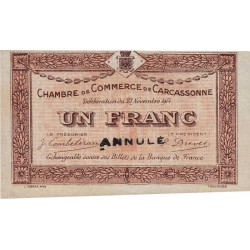 CHAMBRE DE COMMERCE DE CARCASSONNE
Délibération du 27 Novembre 1914
UN FRANC
LE TRÉSORIER
LE PRÉSIDENT
ANNULÉ
Échangeable contre des Billets de la Banque de France